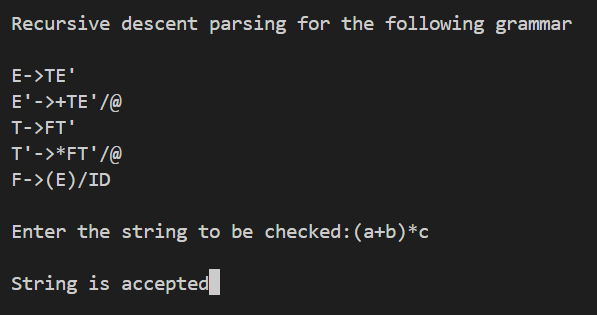 Recursive descent parsing for the following grammar
E->TE'
E'->+TE'/@
T->FT'
T'->*FT'/@
F->(E)/ID
Enter the string to be checked:(a+b)*c
String is accepted